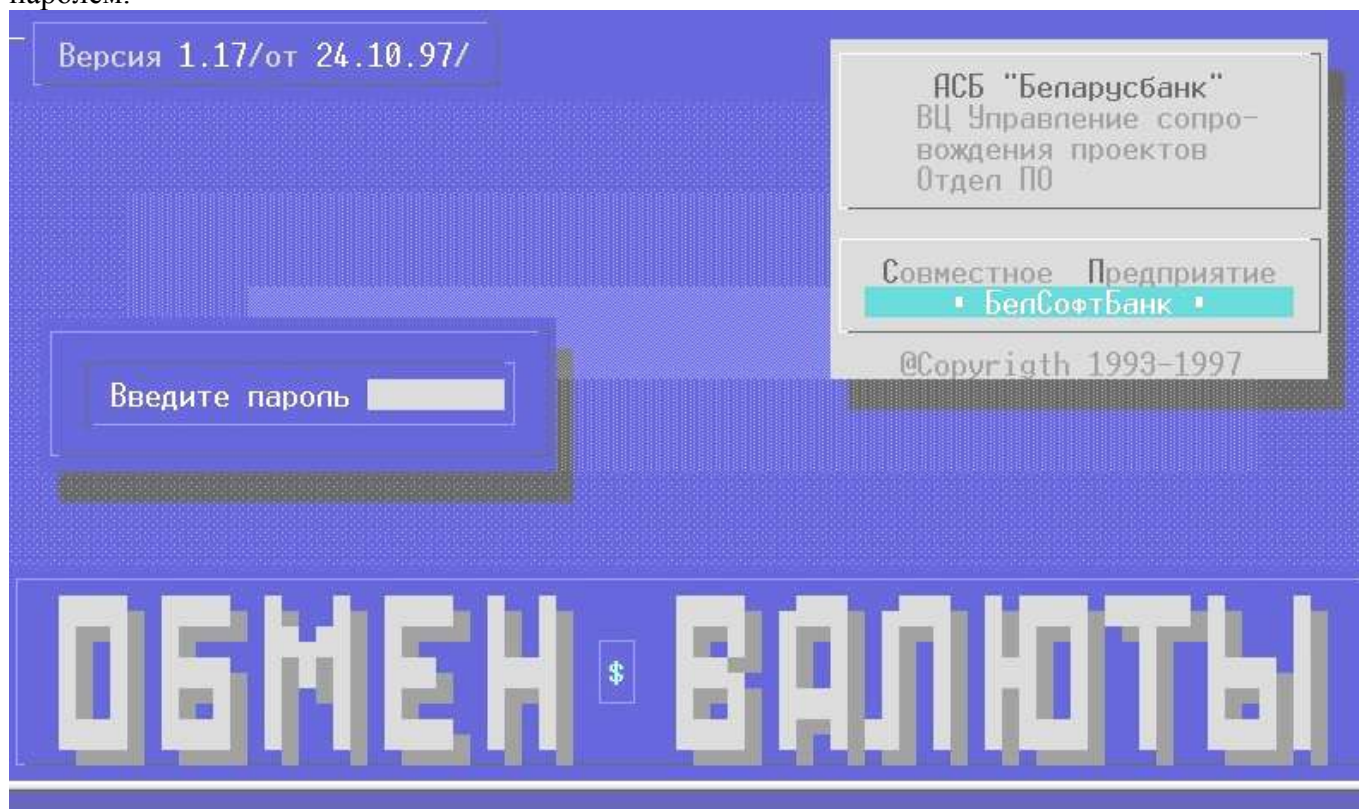 паролем.
Версия 1.17/от 24.10.97/
АСБ "Беларусбанк"
ВЦ Управление сопро-
вождения проектов
Отдел ПО
Совместное Предприятие
▪ БелСофтБанк ▪
@Copyrigth 1993-1997
Введите пароль
ОБМЕН $ ВАЛЮТЫ